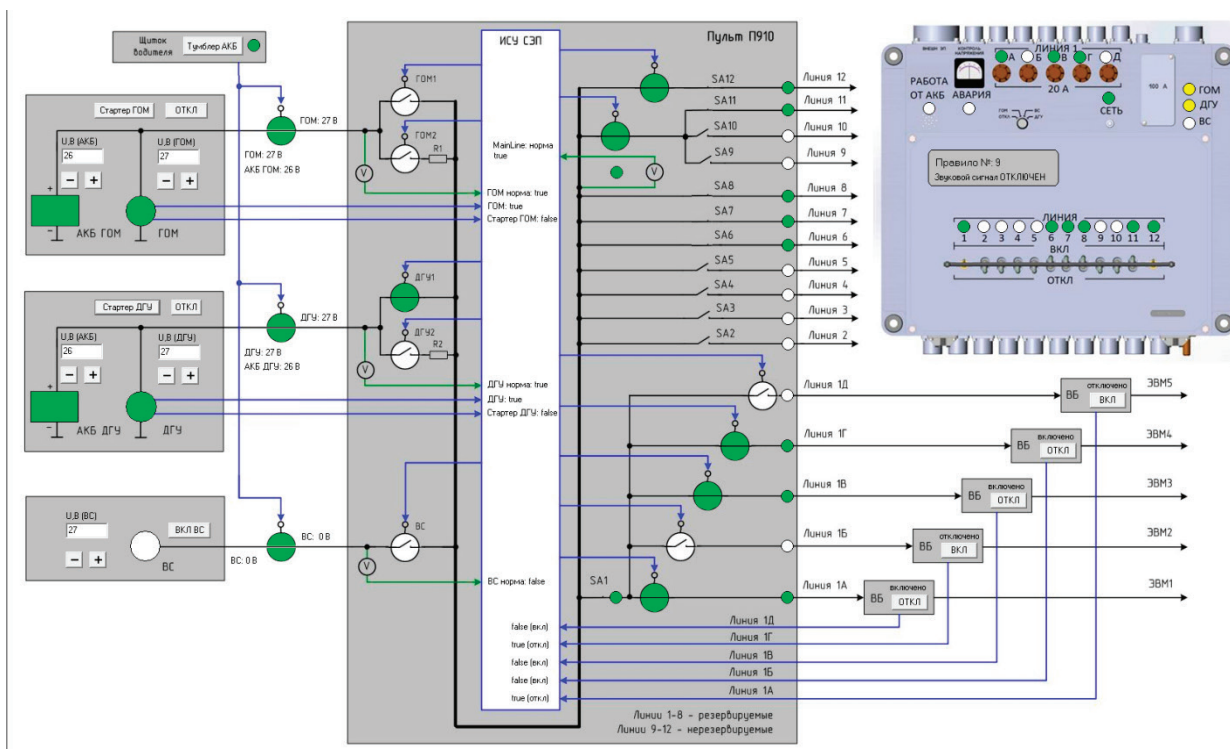 Щиток водителя
Тумблер АКБ
Стартер ГОМ
ОТКЛ
U,В (АКБ)
26
U,В (ГОМ)
27
− +
− +
+
−
АКБ ГОМ
ГОМ
ГОМ: 27 В
ГОМ: 27 В
АКБ ГОМ: 26 В
Стартер ДГУ
ОТКЛ
U,В (АКБ)
26
U,В (ДГУ)
27
− +
− +
+
−
АКБ ДГУ
ДГУ
ДГУ: 27 В
ДГУ: 27 В
АКБ ДГУ: 26 В
U,В (ВС)
27
− +
ВКЛ ВС
ВС
ВС: 0 В
ВС: 0 В
Пульт П910
ИСУ СЭП
ГОМ1
ГОМ2
R1
V
MainLine: норма
true
V
ГОМ норма: true
ГОМ: true
Стартер ГОМ: false
ДГУ1
ДГУ2
R2
V
ДГУ норма: true
ДГУ: true
Стартер ДГУ: false
ВС
V
ВС норма: false
false (вкл)
true (откл)
false (вкл)
false (вкл)
true (откл)
SA12
SA11
SA10
SA9
SA8
SA7
SA6
SA5
SA4
SA3
SA2
SA1
Линия 12
Линия 11
Линия 10
Линия 9
Линия 8
Линия 7
Линия 6
Линия 5
Линия 4
Линия 3
Линия 2
Линия 1Д
Линия 1Г
Линия 1В
Линия 1Б
Линия 1А
Линия 1Д
Линия 1Г
Линия 1В
Линия 1Б
Линия 1А
Линии 1-8 - резервируемые
Линии 9-12 - нерезервируемые
ВБ отключено ВКЛ ЭВМ5
ВБ включено ОТКЛ ЭВМ4
ВБ включено ОТКЛ ЭВМ3
ВБ отключено ВКЛ ЭВМ2
ВБ включено ОТКЛ ЭВМ1
ВНЕШН ЗП
КОНТРОЛЬ НАПРЯЖЕНИЯ
ЛИНИЯ 1
А Б В Г Д
20 А
РАБОТА ОТ АКБ
АВАРИЯ
ГОМ ВС
ОТКЛ ДГУ
СЕТЬ
100 А
ГОМ
ДГУ
ВС
Правило №: 9
Звуковой сигнал ОТКЛЮЧЕН
ЛИНИЯ
1 2 3 4 5 6 7 8 9 10 11 12
ВКЛ
ОТКЛ